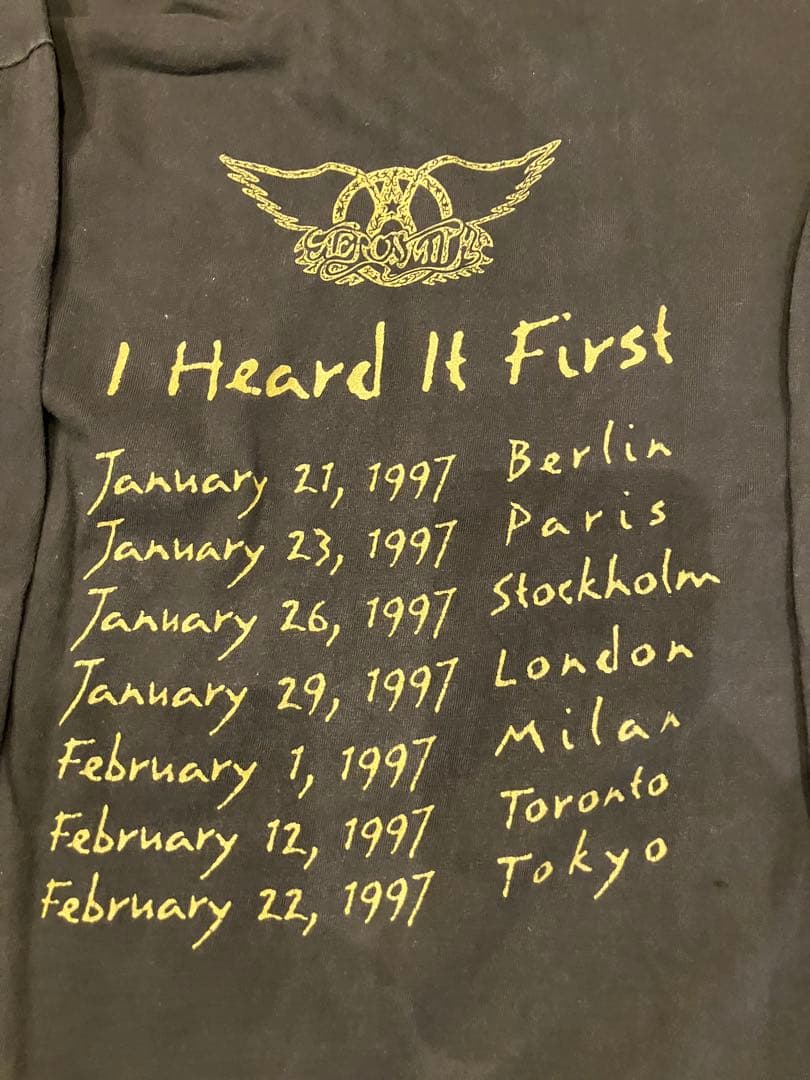 AEROSMITH
I Heard It First
January 21, 1997 Berlin
January 23, 1997 Paris
January 26, 1997 Stockholm
January 29, 1997 London
February 1, 1997 Milan
February 12, 1997 Toronto
February 22, 1997 Tokyo